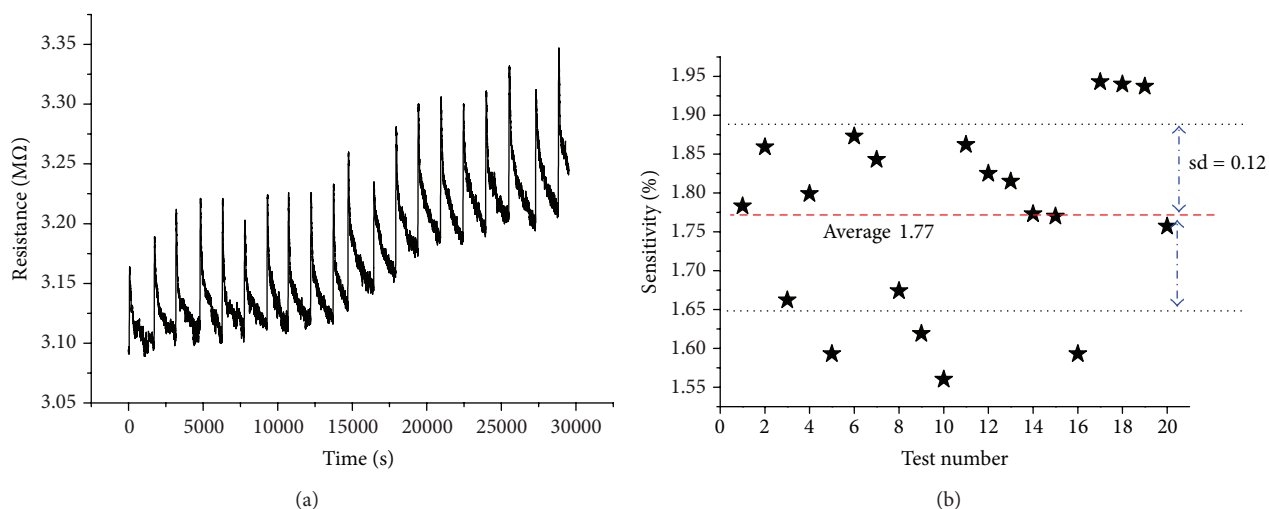 3.35
3.30
3.25
3.20
3.15
3.10
3.05
Resistance (MΩ)
0 5000 10000 15000 20000 25000 30000
Time (s)
(a)
1.95
1.90
1.85
1.80
1.75
1.70
1.65
1.60
1.55
Sensitivity (%)
sd = 0.12
Average 1.77
0 2 4 6 8 10 12 14 16 18 20
Test number
(b)